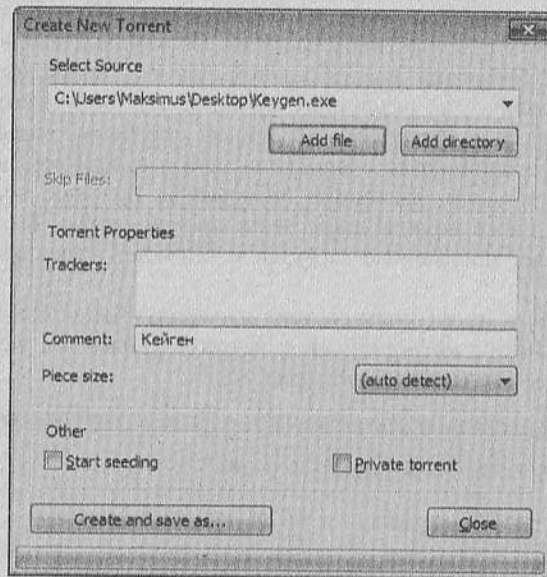 Create New Torrent
Select Source
C:\Users\Maksimus\Desktop\Keygen.exe
Add file
Add directory
Skip Files:
Torrent Properties
Trackers:
Comment:
Кейген
Piece size:
(auto detect)
Other
Start seeding
Private torrent
Create and save as...
Close